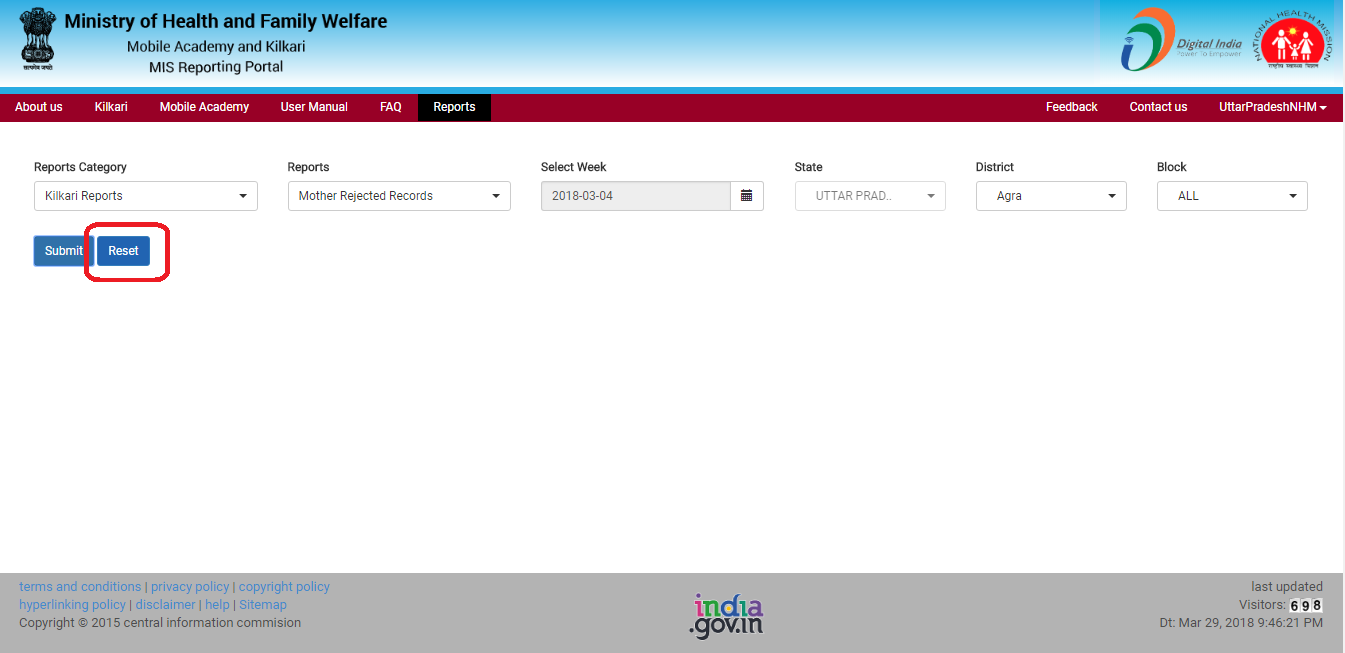 Ministry of Health and Family Welfare
Mobile Academy and Kilkari
MIS Reporting Portal
सत्यमेव जयते
Digital India
Power To Empower
NATIONAL HEALTH MISSION
राष्ट्रीय स्वास्थ्य मिशन
About us Kilkari Mobile Academy User Manual FAQ Reports Feedback Contact us UttarPradeshNHM
Reports Category Reports Select Week State District Block
Kilkari Reports Mother Rejected Records 2018-03-04 UTTAR PRAD.. Agra ALL
Submit Reset
terms and conditions | privacy policy | copyright policy
hyperlinking policy | disclaimer | help | Sitemap
Copyright © 2015 central information commision
india
.gov.in
last updated
Visitors: 698
Dt: Mar 29, 2018 9:46:21 PM